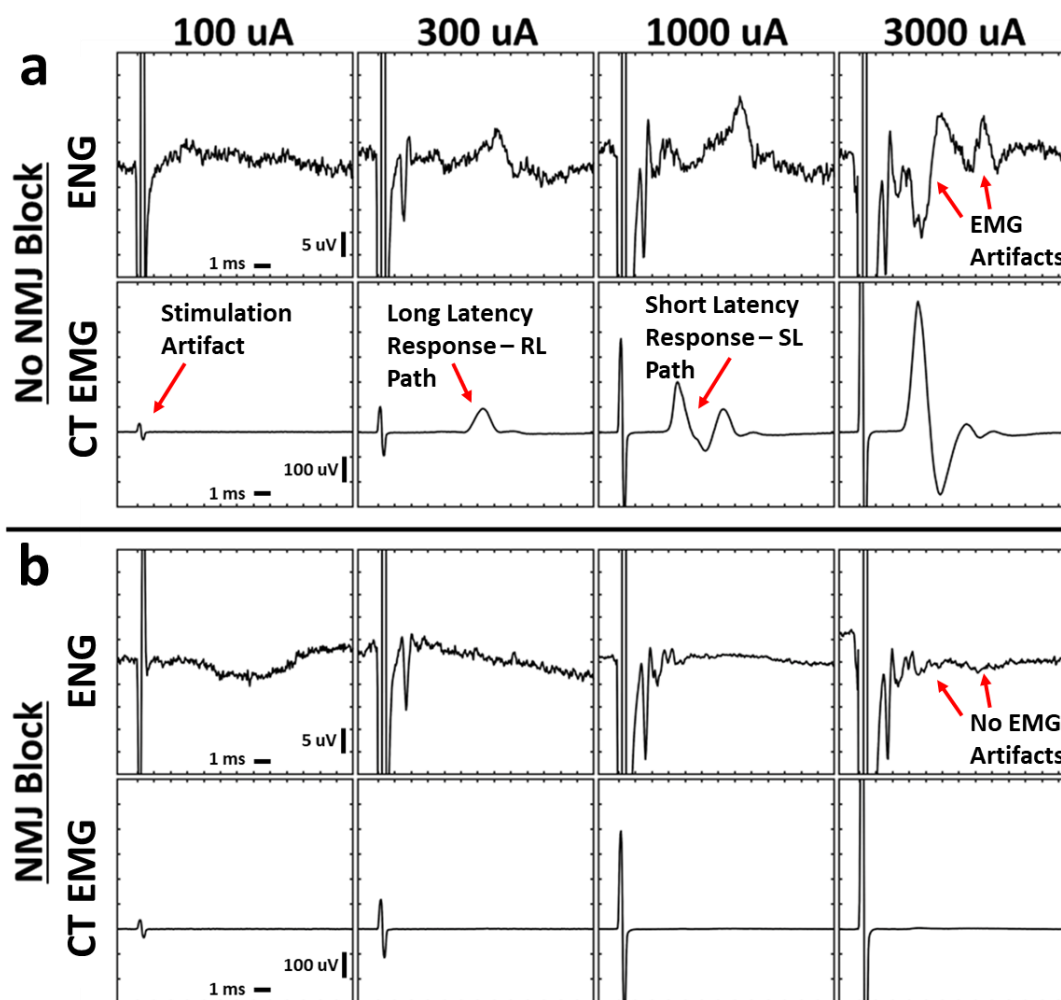 100 uA
300 uA
1000 uA
3000 uA
a
No NMJ Block
ENG
5 uV
1 ms
EMG
Artifacts
CT EMG
Stimulation
Artifact
100 uV
1 ms
Long Latency
Response – RL
Path
Short Latency
Response – SL
Path
b
NMJ Block
ENG
5 uV
1 ms
No EMG
Artifacts
CT EMG
100 uV
1 ms